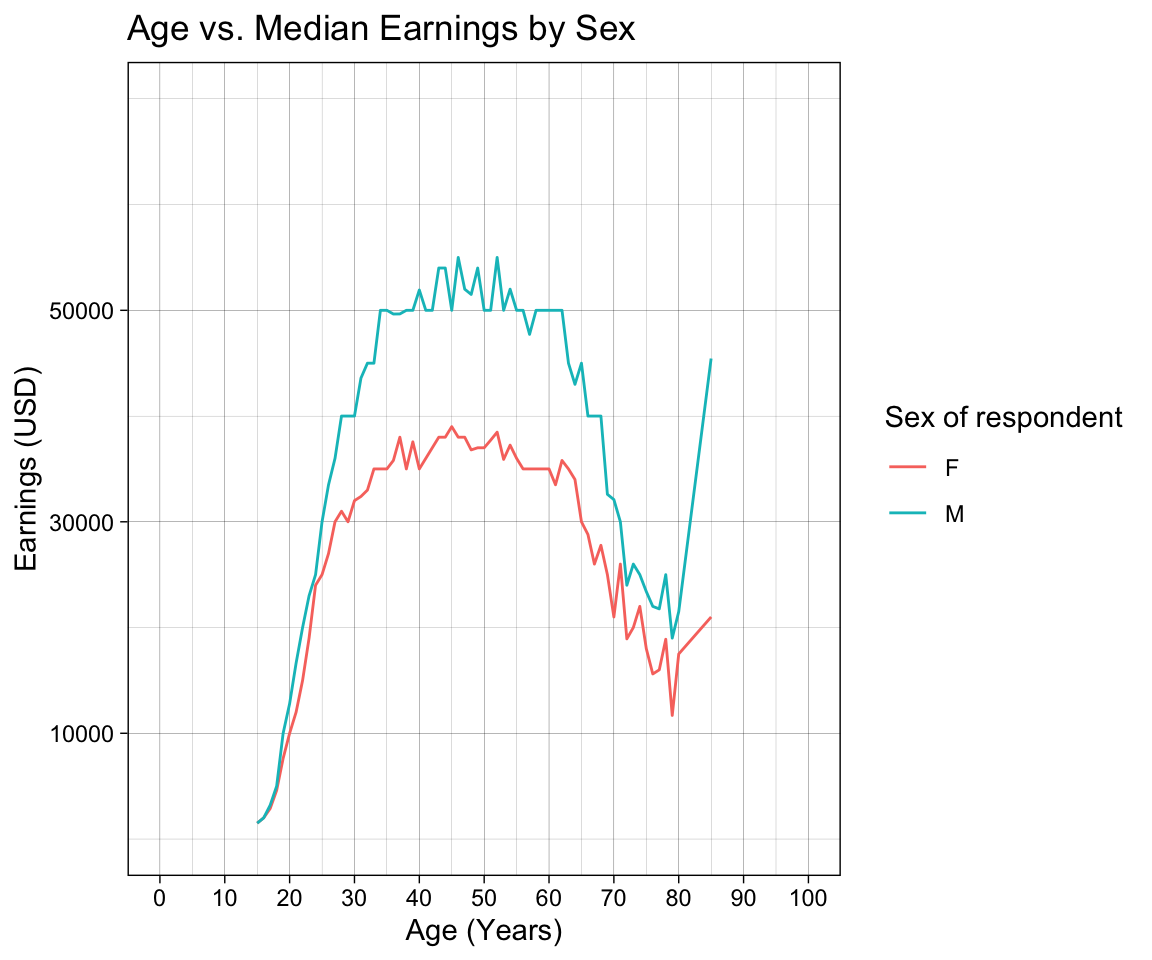 Age vs. Median Earnings by Sex
Earnings (USD)
50000
30000
10000
0 10 20 30 40 50 60 70 80 90 100
Age (Years)
Sex of respondent
F
M